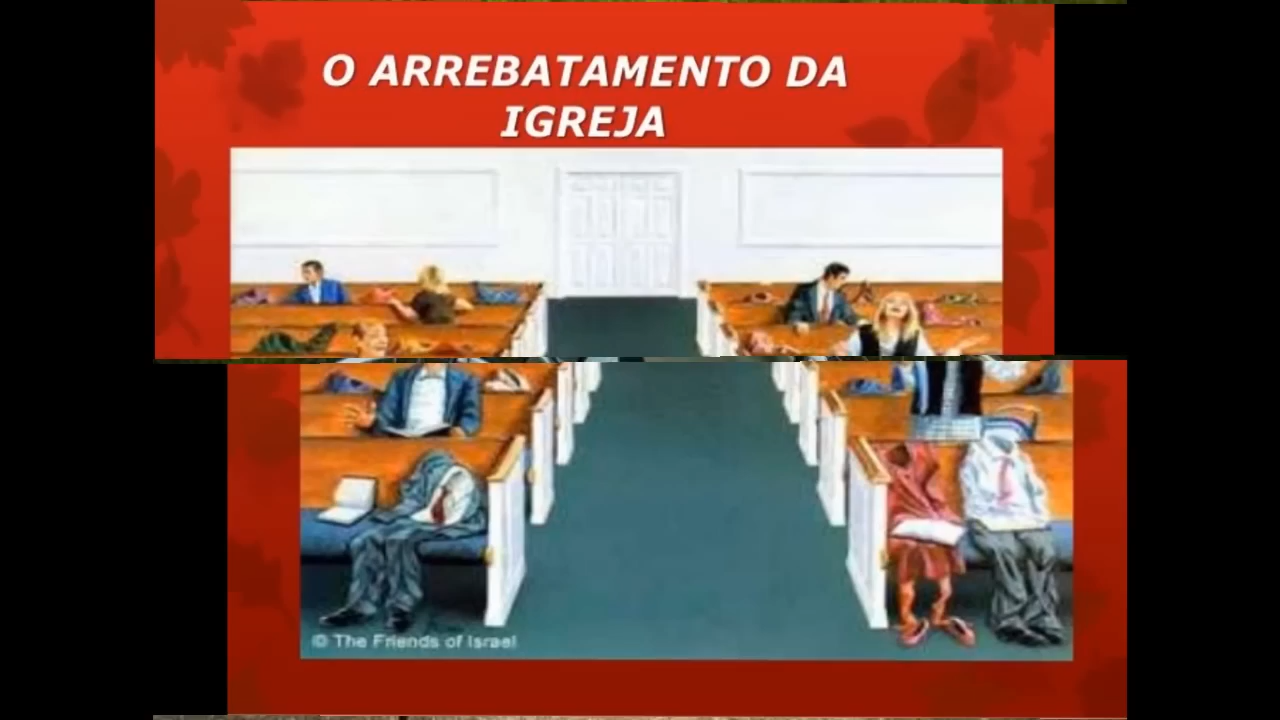 O ARREBATAMENTO DA
IGREJA
© The Friends of Israel